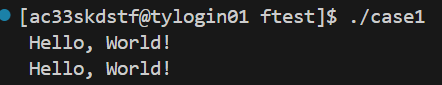 [ac33skdstf@tylogin01 ftest]$ ./case1
Hello, World!
Hello, World!